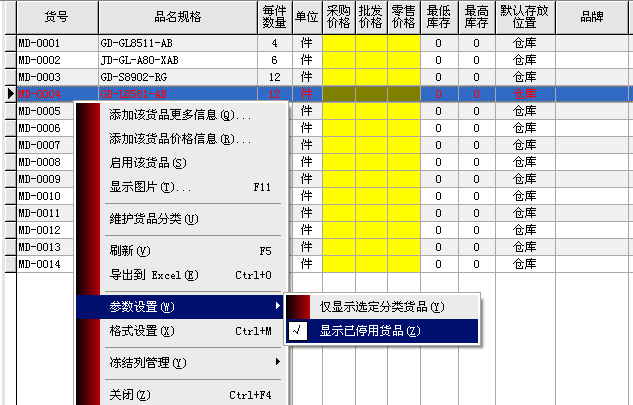 货号 品名规格 每件数量 单位 采购价格 批发价格 零售价格 最低库存 最高库存 默认存放位置 品牌
MD-0001 GD-GL8511-AB 4 件 0 0 仓库
MD-0002 JD-GL-A80-XAB 6 件 0 0 仓库
MD-0003 GD-S8902-RG 12 件 0 0 仓库
MD-0004 12 件 0 0 仓库
MD-0005 件 0 0 仓库
MD-0006 件 0 0 仓库
MD-0007 件 0 0 仓库
MD-0008 件 0 0 仓库
MD-0009 件 0 0 仓库
MD-0010 件 0 0 仓库
MD-0011 件 0 0 仓库
MD-0012 件 0 0 仓库
MD-0013 件 0 0 仓库
MD-0014 件 0 0 仓库
添加该货品更多信息(Q)...
添加该货品价格信息(R)...
启用该货品(S)
显示图片(T)... F11
维护货品分类(U)
刷新(V) F5
导出到 Excel(E) Ctrl+O
参数设置(W)
格式设置(X) Ctrl+M
冻结列管理(Y)
关闭(Z) Ctrl+F4
仅显示选定分类货品(Y)
显示已停用货品(Z)